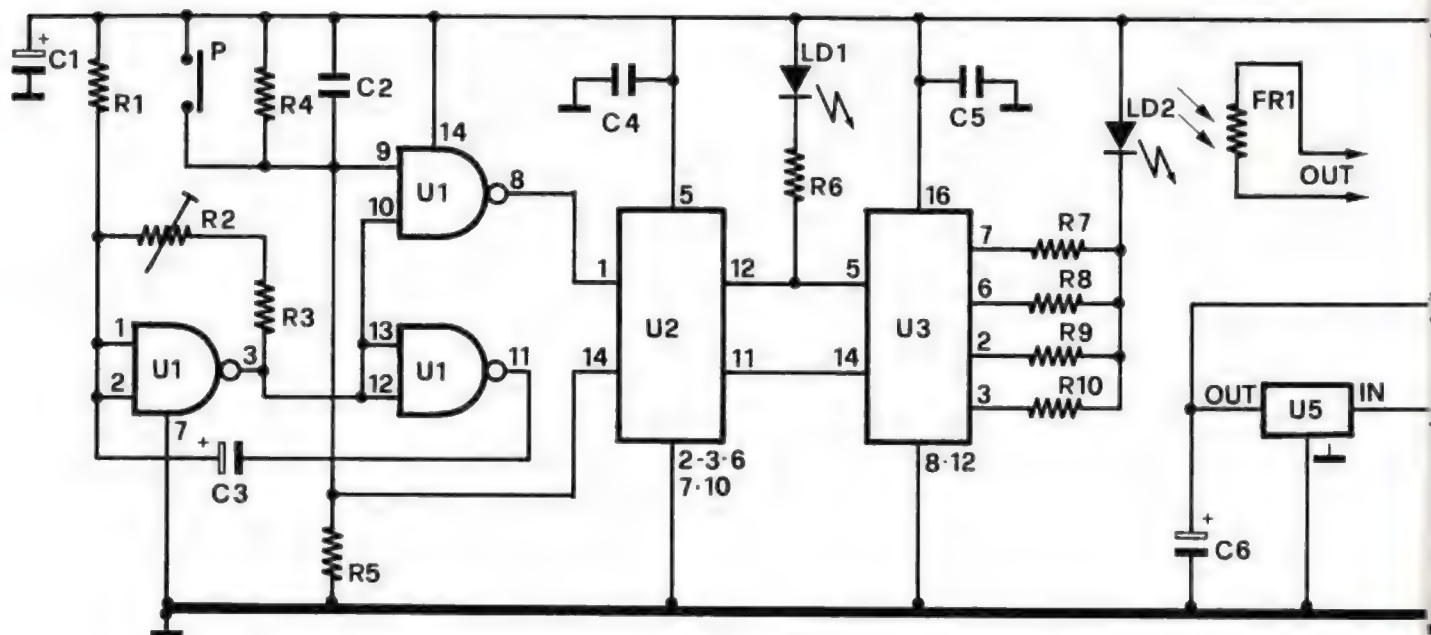 +
C1
R1
P
R4
C2
14
9
10
U1
8
R2
R3
1
2
U1
3
7
13
12
U1
11
+
C3
R5
C4
5
1
14
U2
12
11
2-3·6
7·10
LD1
R6
C5
16
5
14
U3
7
6
2
3
8·12
R7
R8
R9
R10
LD2
FR1
OUT
OUT
U5
IN
+
C6